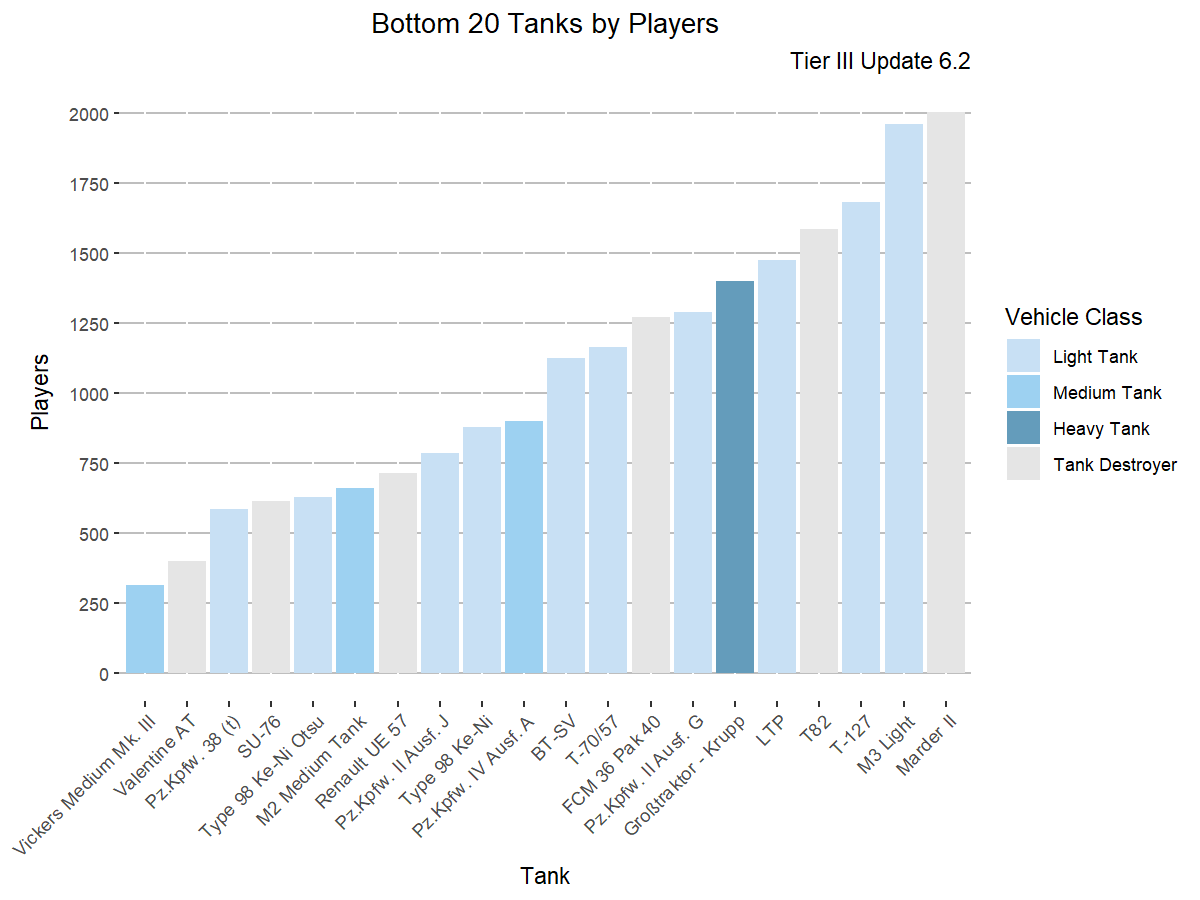 Bottom 20 Tanks by Players
Tier III Update 6.2
Players
2000
1750
1500
1250
1000
750
500
250
0
Vickers Medium Mk. III
Valentine AT
Pz.Kpfw. 38 (t)
SU-76
Type 98 Ke-Ni Otsu
M2 Medium Tank
Renault UE 57
Pz.Kpfw. II Ausf. J
Type 98 Ke-Ni
Pz.Kpfw. IV Ausf. A
BT-SV
T-70/57
FCM 36 Pak 40
Pz.Kpfw. II Ausf. G
Großtraktor - Krupp
LTP
T82
T-127
M3 Light
Marder II
Tank
Vehicle Class
Light Tank
Medium Tank
Heavy Tank
Tank Destroyer